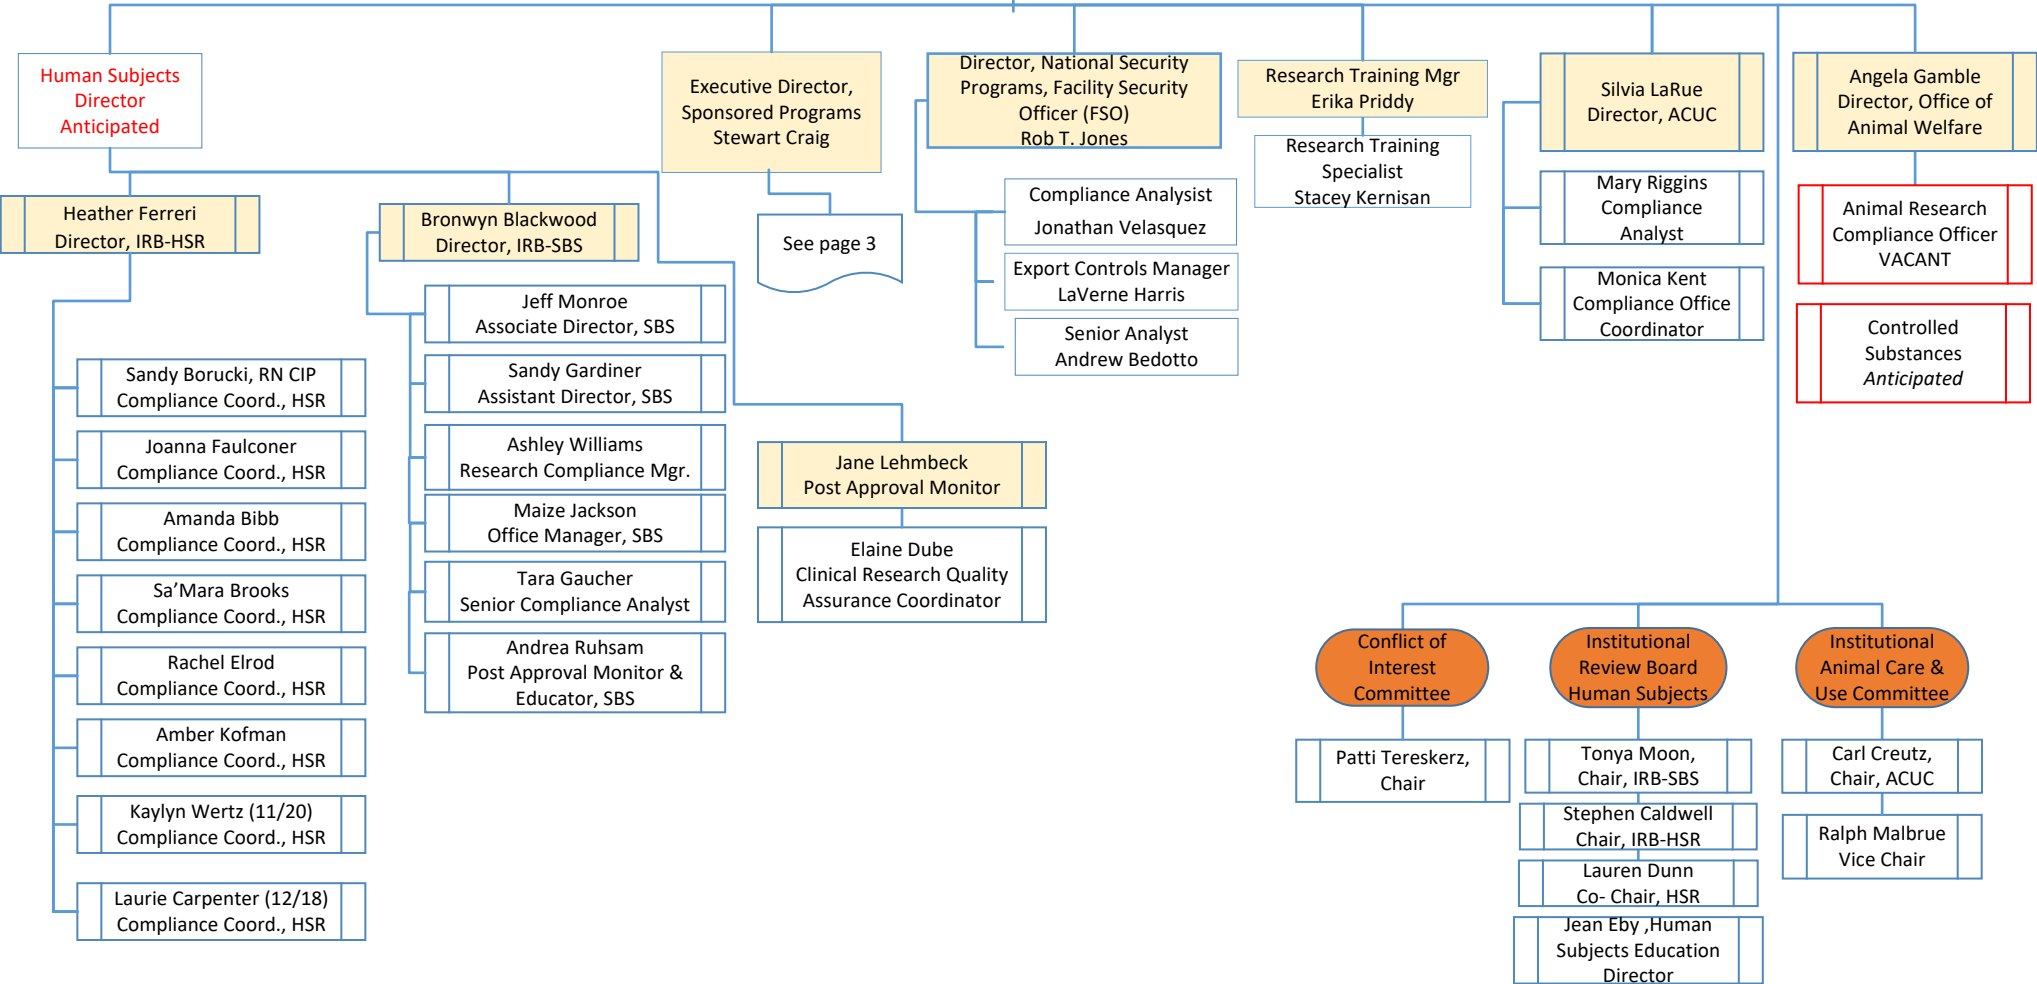 Human Subjects
Director
Anticipated
Executive Director,
Sponsored Programs
Stewart Craig
Director, National Security
Programs, Facility Security
Officer (FSO)
Rob T. Jones
Research Training Mgr
Erika Priddy
Silvia LaRue
Director, ACUC
Angela Gamble
Director, Office of
Animal Welfare
Heather Ferreri
Director, IRB-HSR
Sandy Borucki, RN CIP
Compliance Coord., HSR
Joanna Faulconer
Compliance Coord., HSR
Amanda Bibb
Compliance Coord., HSR
Sa’Mara Brooks
Compliance Coord., HSR
Rachel Elrod
Compliance Coord., HSR
Amber Kofman
Compliance Coord., HSR
Kaylyn Wertz (11/20)
Compliance Coord., HSR
Laurie Carpenter (12/18)
Compliance Coord., HSR
Bronwyn Blackwood
Director, IRB-SBS
Jeff Monroe
Associate Director, SBS
Sandy Gardiner
Assistant Director, SBS
Ashley Williams
Research Compliance Mgr.
Maize Jackson
Office Manager, SBS
Tara Gaucher
Senior Compliance Analyst
Andrea Ruhsam
Post Approval Monitor &
Educator, SBS
See page 3
Jane Lehmbeck
Post Approval Monitor
Elaine Dube
Clinical Research Quality
Assurance Coordinator
Compliance Analysist
Jonathan Velasquez
Export Controls Manager
LaVerne Harris
Senior Analyst
Andrew Bedotto
Research Training
Specialist
Stacey Kernisan
Mary Riggins
Compliance
Analyst
Monica Kent
Compliance Office
Coordinator
Animal Research
Compliance Officer
VACANT
Controlled
Substances
Anticipated
Conflict of
Interest
Committee
Patti Tereskerz,
Chair
Institutional
Review Board
Human Subjects
Tonya Moon,
Chair, IRB-SBS
Stephen Caldwell
Chair, IRB-HSR
Lauren Dunn
Co- Chair, HSR
Jean Eby ,Human
Subjects Education
Director
Institutional
Animal Care &
Use Committee
Carl Creutz,
Chair, ACUC
Ralph Malbrue
Vice Chair